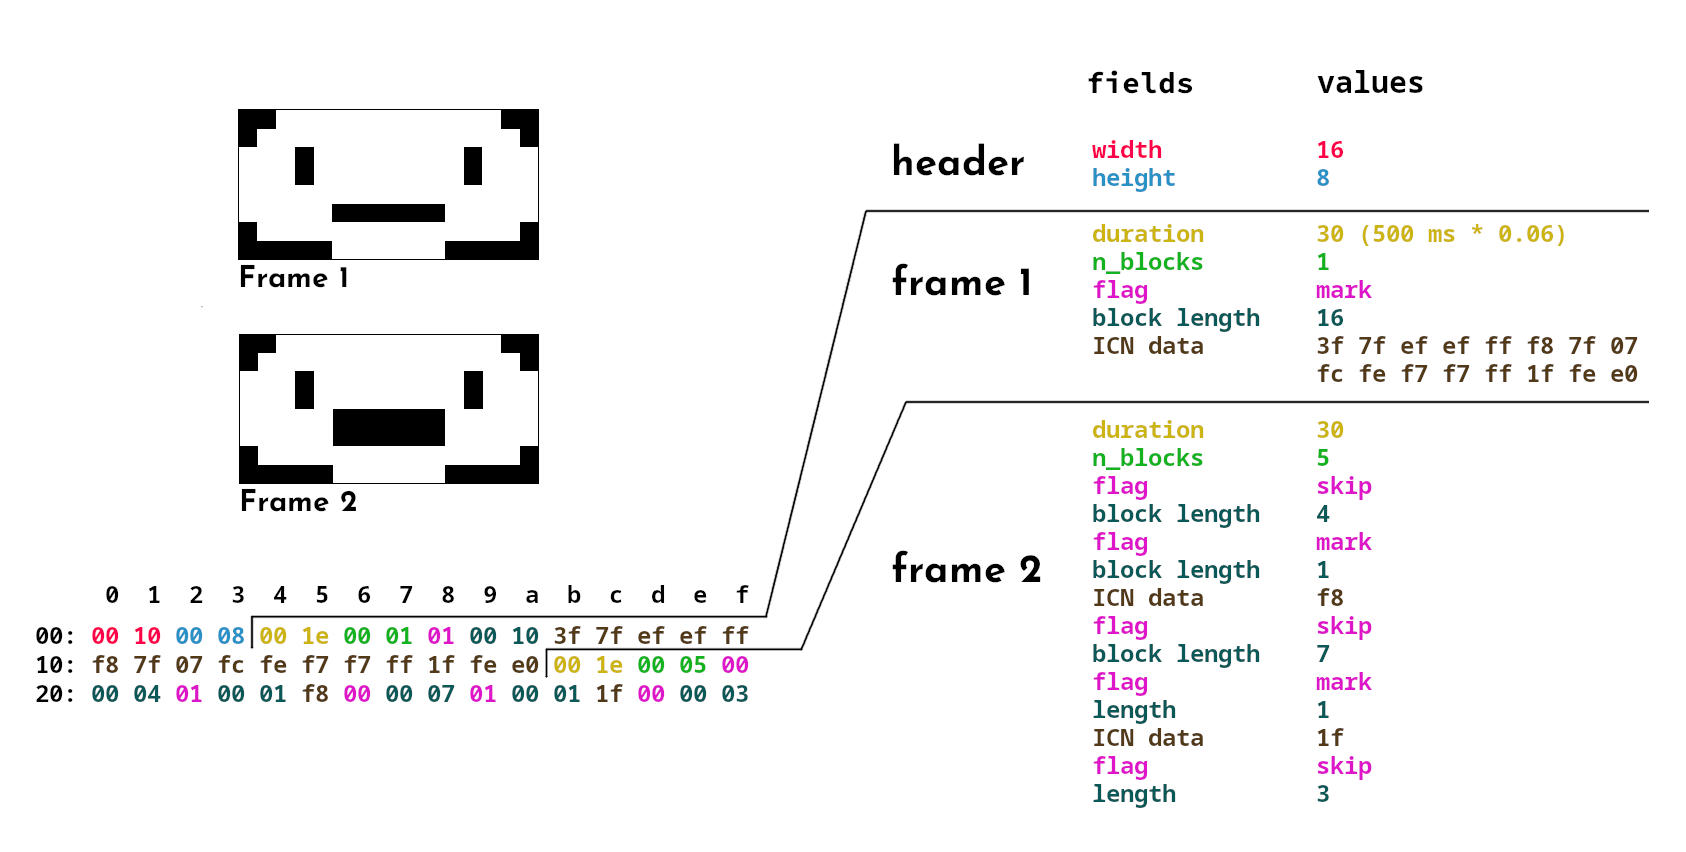 Frame 1
Frame 2
0 1 2 3 4 5 6 7 8 9 a b c d e f
00: 00 10 00 08 00 1e 00 01 01 00 10 3f 7f ef ef ff
10: f8 7f 07 fc fe f7 f7 ff 1f fe e0 00 1e 00 05 00
20: 00 04 01 00 01 f8 00 00 07 01 00 01 1f 00 00 03
fields values
header
width 16
height 8
frame 1
duration 30 (500 ms * 0.06)
n_blocks 1
flag mark
block length 16
ICN data 3f 7f ef ef ff f8 7f 07
fc fe f7 f7 ff 1f fe e0
frame 2
duration 30
n_blocks 5
flag skip
block length 4
flag mark
block length 1
ICN data f8
flag skip
block length 7
flag mark
length 1
ICN data 1f
flag skip
length 3